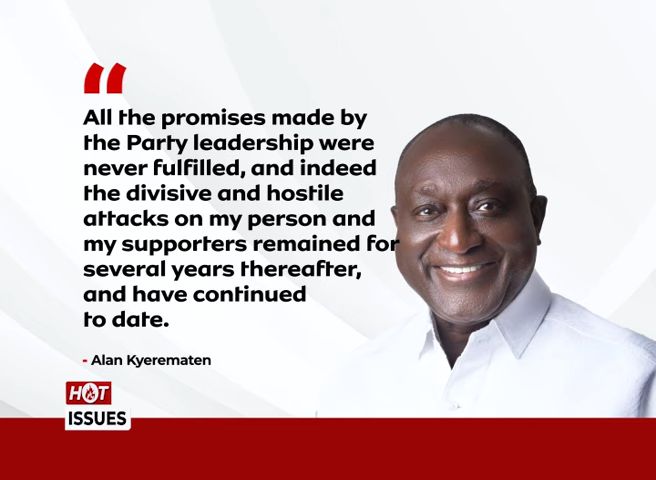 “
All the promises made by
the Party leadership were
never fulfilled, and indeed
the divisive and hostile
attacks on my person and
my supporters remained for
several years thereafter,
and have continued
to date.
- Alan Kyerematen
HOT
ISSUES